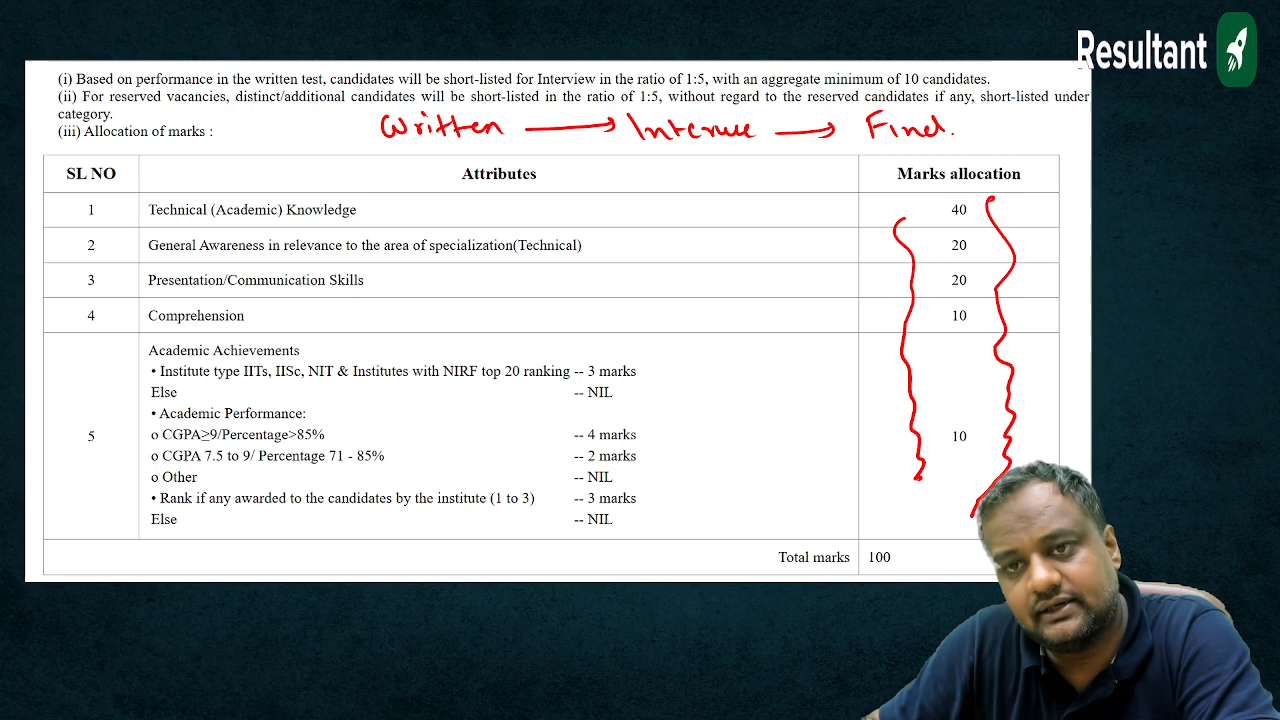 Resultant
(i) Based on performance in the written test, candidates will be short-listed for Interview in the ratio of 1:5, with an aggregate minimum of 10 candidates.
(ii) For reserved vacancies, distinct/additional candidates will be short-listed in the ratio of 1:5, without regard to the reserved candidates if any, short-listed under
category.
(iii) Allocation of marks :
Written → Interview → Final.
SL NO Attributes Marks allocation
1 Technical (Academic) Knowledge 40
2 General Awareness in relevance to the area of specialization(Technical) 20
3 Presentation/Communication Skills 20
4 Comprehension 10
Academic Achievements
• Institute type IITs, IISc, NIT & Institutes with NIRF top 20 ranking -- 3 marks
Else -- NIL
• Academic Performance:
o CGPA≥9/Percentage>85% -- 4 marks
5 10
o CGPA 7.5 to 9/ Percentage 71 - 85% -- 2 marks
o Other -- NIL
• Rank if any awarded to the candidates by the institute (1 to 3) -- 3 marks
Else -- NIL
Total marks 100